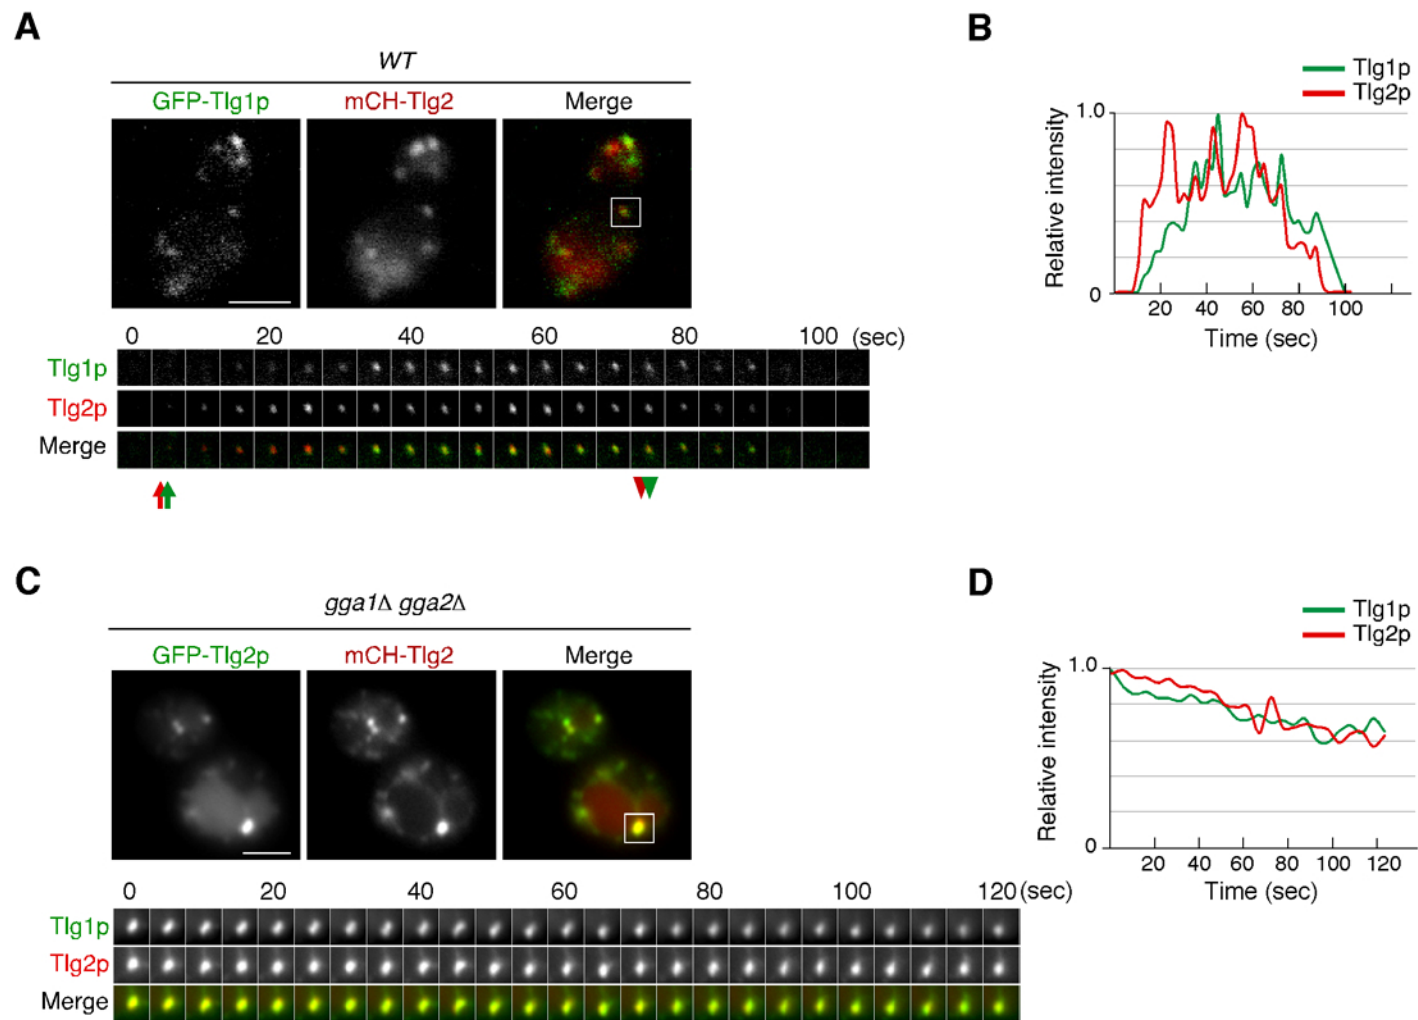 A
WT
GFP-Tlg1p mCH-Tlg2 Merge
0 20 40 60 80 100 (sec)
Tlg1p
Tlg2p
Merge
B
Tlg1p
Tlg2p
1.0
Relative intensity
0
20 40 60 80 100
Time (sec)
C
gga1Δ gga2Δ
GFP-Tlg2p mCH-Tlg2 Merge
0 20 40 60 80 100 120 (sec)
Tlg1p
Tlg2p
Merge
D
Tlg1p
Tlg2p
1.0
Relative intensity
0
20 40 60 80 100 120
Time (sec)